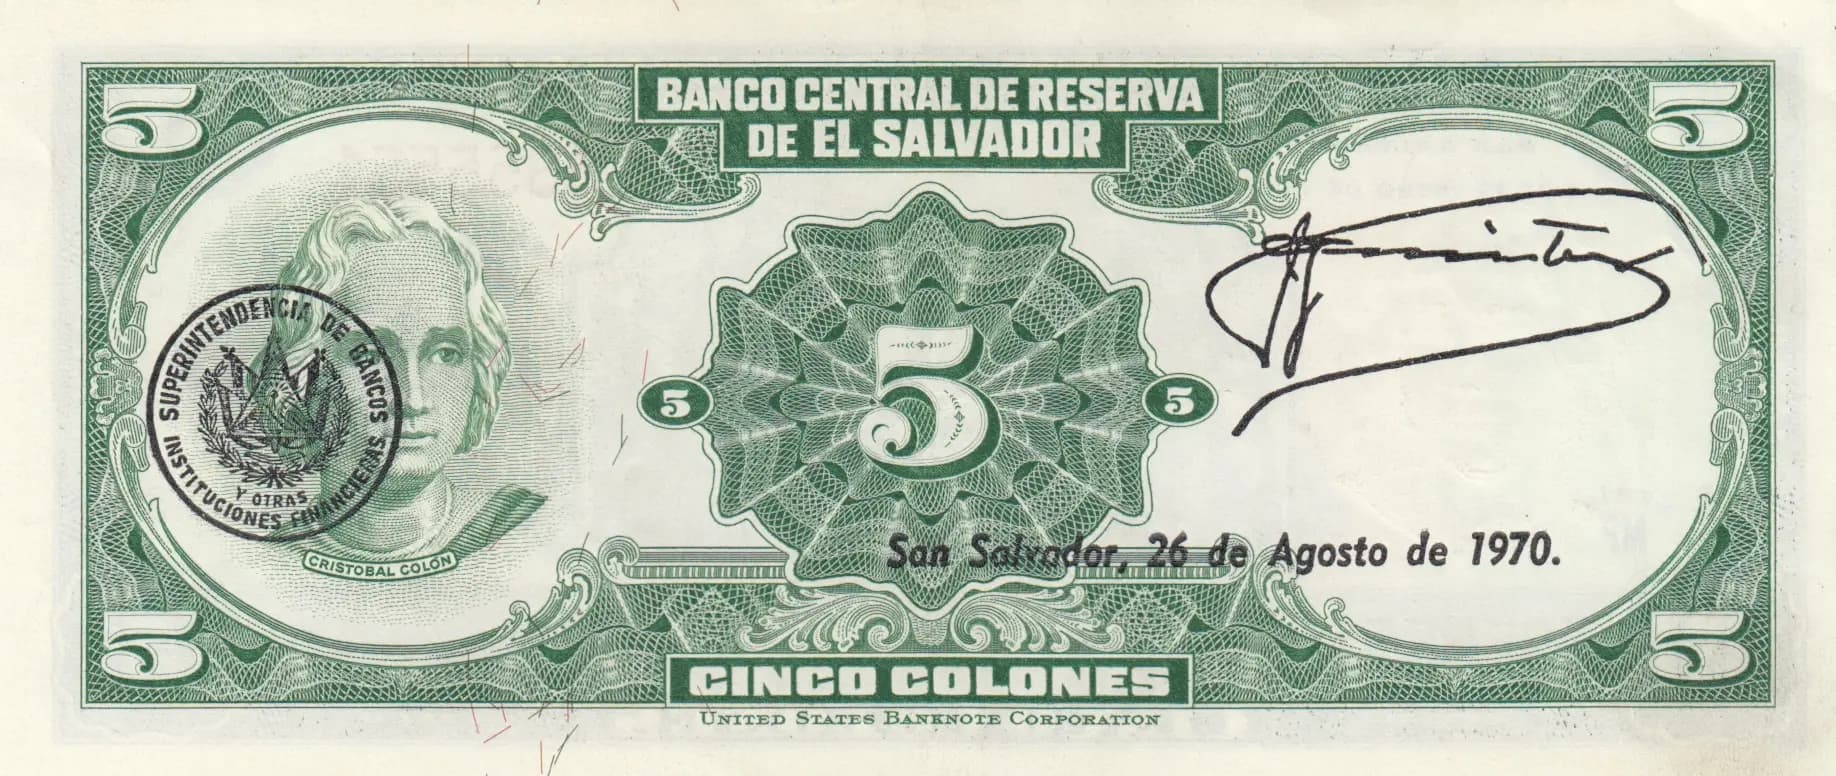 5
BANCO CENTRAL DE RESERVA
DE EL SALVADOR
5
SUPERINTENDENCIA DE BANCOS
Y OTRAS
INSTITUCIONES FINANCIERAS
5
5
5
CRISTOBAL COLON
San Salvador, 26 de Agosto de 1970.
5
CINCO COLONES
5
UNITED STATES BANKNOTE CORPORATION